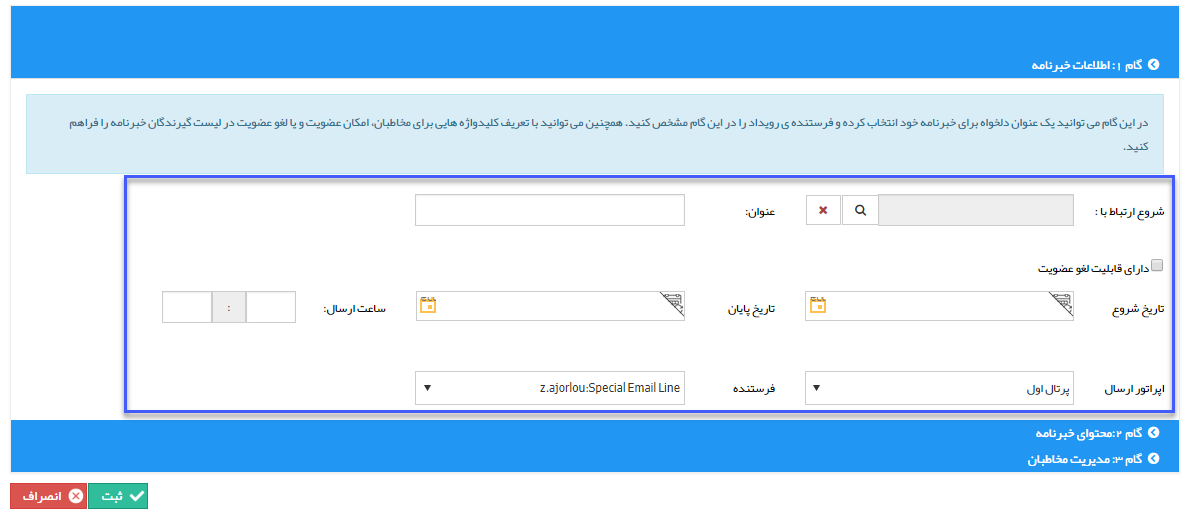 گام ۱: اطلاعات خبرنامه
در این گام می توانید یک عنوان دلخواه برای خبرنامه خود انتخاب کرده و فرستنده ی رویداد را در این گام مشخص کنید. همچنین می توانید با تعریف کلیدواژه هایی برای مخاطبان، امکان عضویت و یا لغو عضویت در لیست گیرندگان خبرنامه را فراهم
کنید.
شروع ارتباط با : عنوان:
دارای قابلیت لغو عضویت
تاریخ شروع تاریخ پایان ساعت ارسال: :
اپراتور ارسال پرتال اول فرستنده z.ajorlou:Special Email Line
گام ۲:محتوای خبرنامه
گام ۳: مدیریت مخاطبان
ثبت انصراف